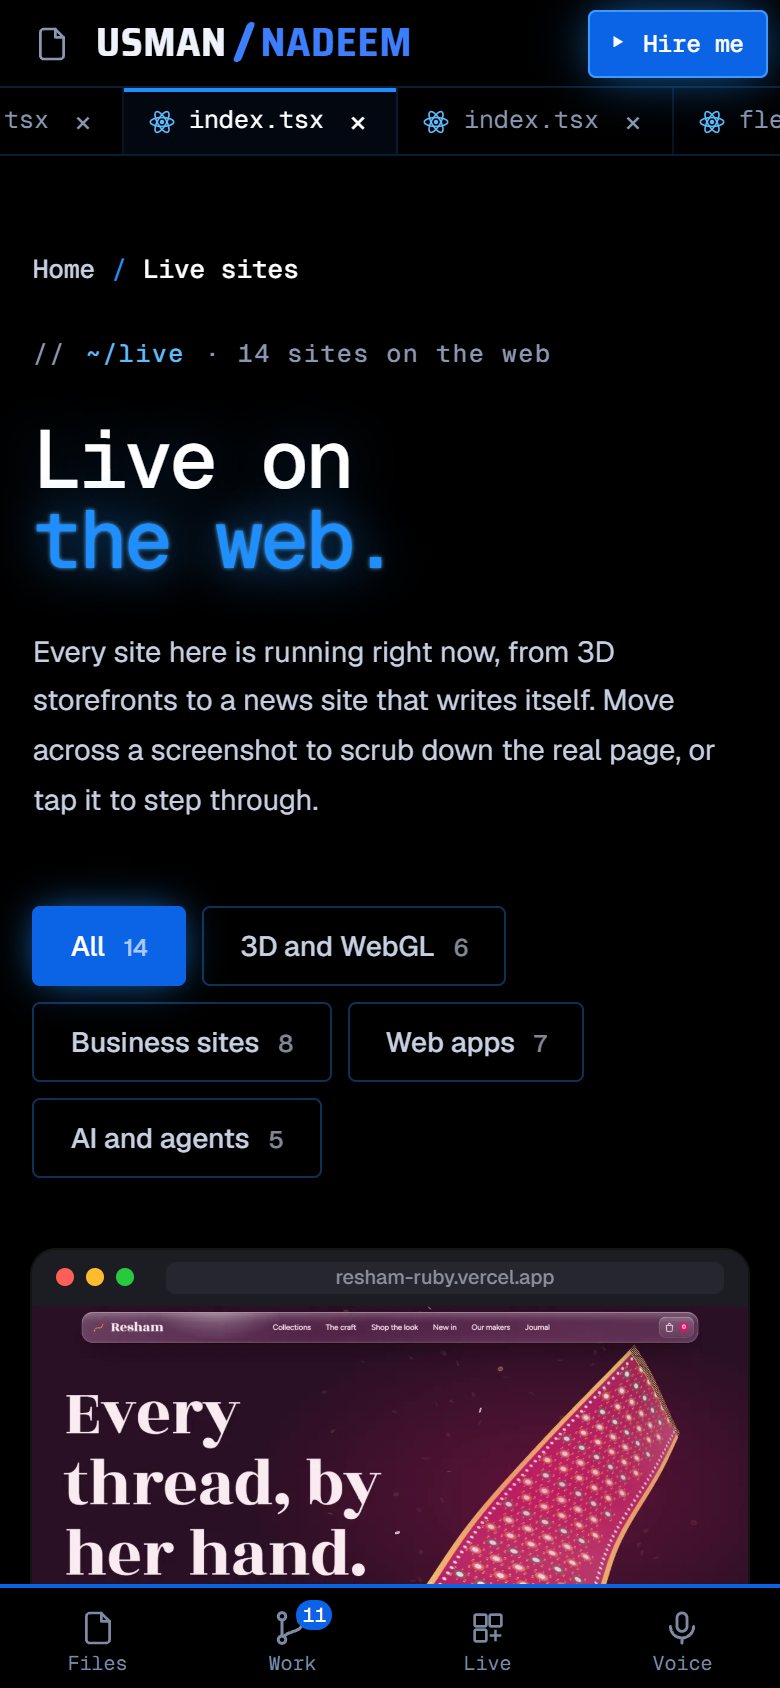 USMAN / NADEEM
Hire me
tsx ×
index.tsx ×
index.tsx ×
fle
Home / Live sites
// ~/live · 14 sites on the web
Live on
the web.
Every site here is running right now, from 3D
storefronts to a news site that writes itself. Move
across a screenshot to scrub down the real page, or
tap it to step through.
All 14
3D and WebGL 6
Business sites 8
Web apps 7
AI and agents 5
resham-ruby.vercel.app
Resham Collections The craft Shop the look New in Our makers Journal 0
Every
thread, by
her hand.
11
Files Work Live Voice